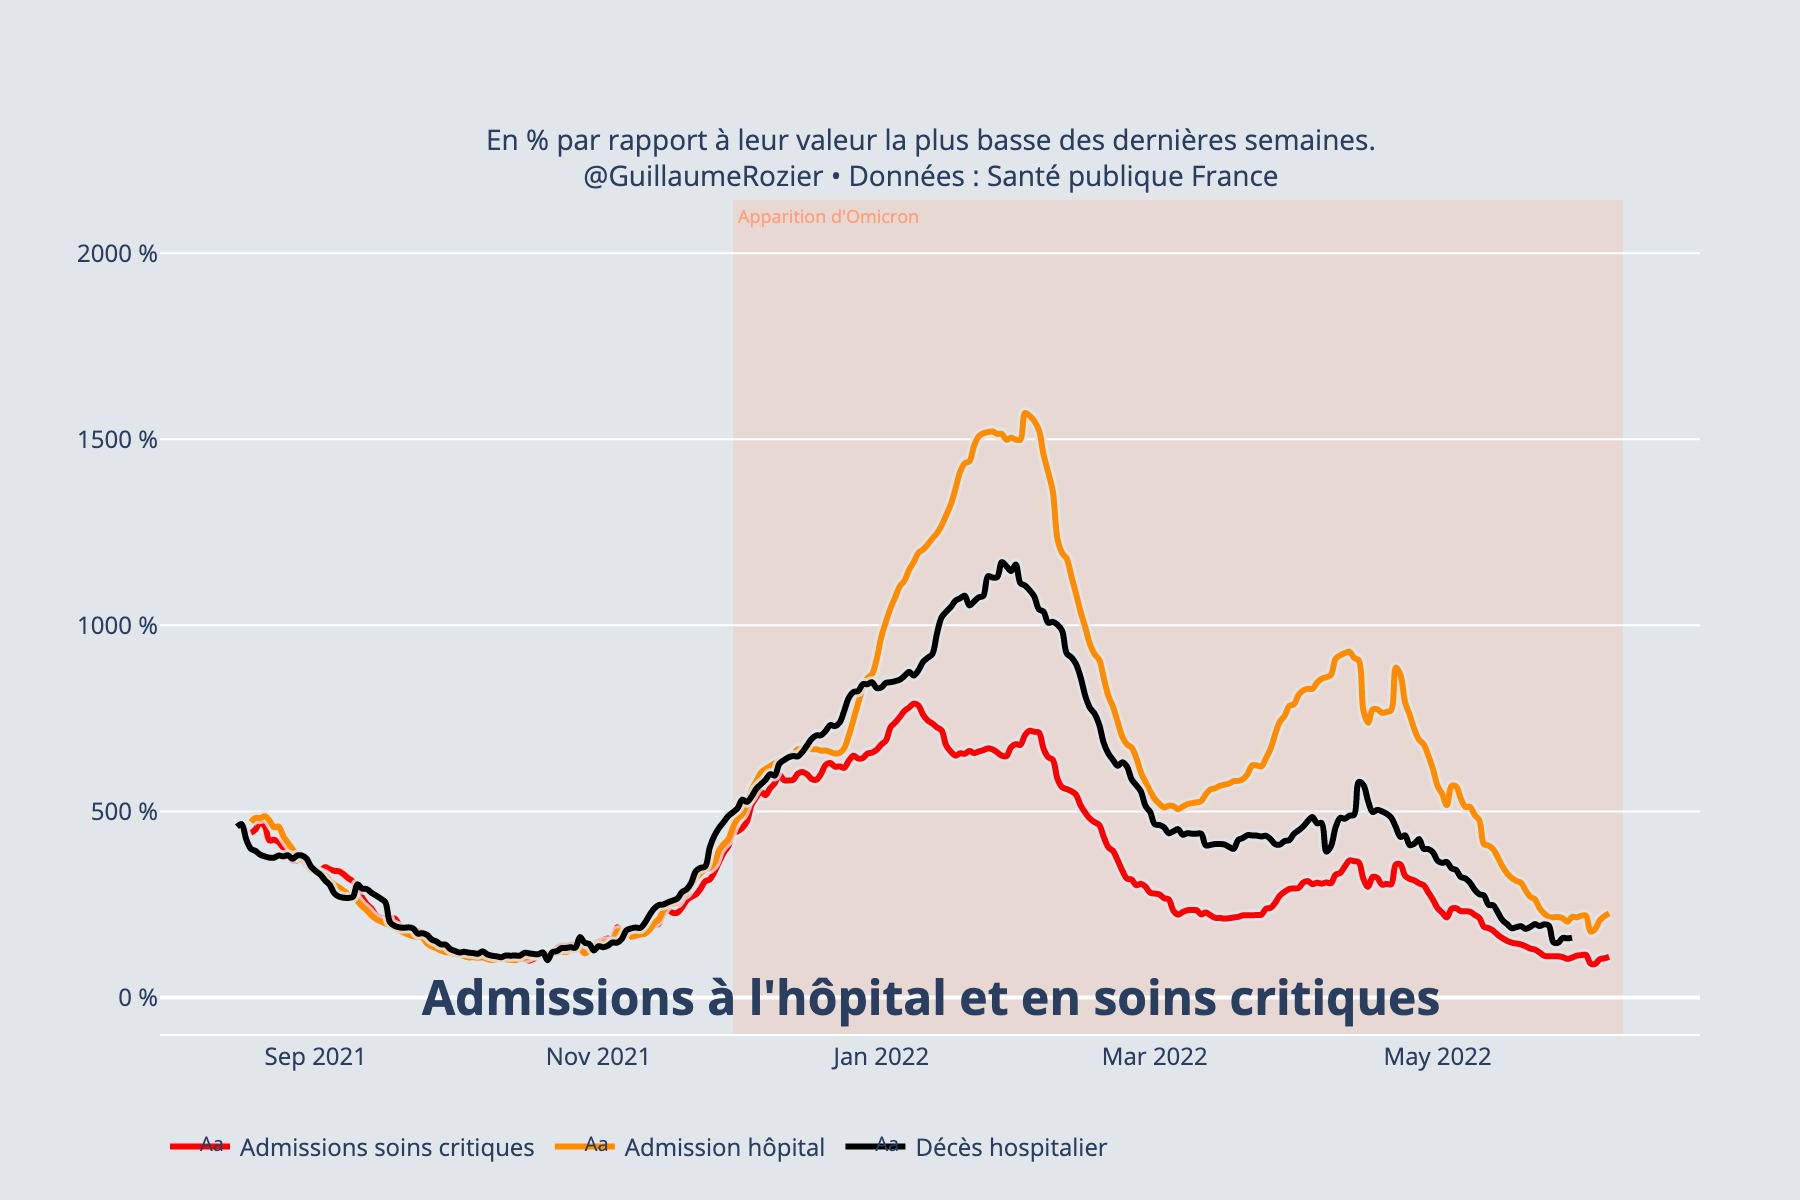 En % par rapport à leur valeur la plus basse des dernières semaines.
@GuillaumeRozier • Données : Santé publique France
Apparition d'Omicron
2000 %
1500 %
1000 %
500 %
0 %
Admissions à l'hôpital et en soins critiques
Sep 2021 Nov 2021 Jan 2022 Mar 2022 May 2022
Aa Admissions soins critiques Aa Admission hôpital Aa Décès hospitalier